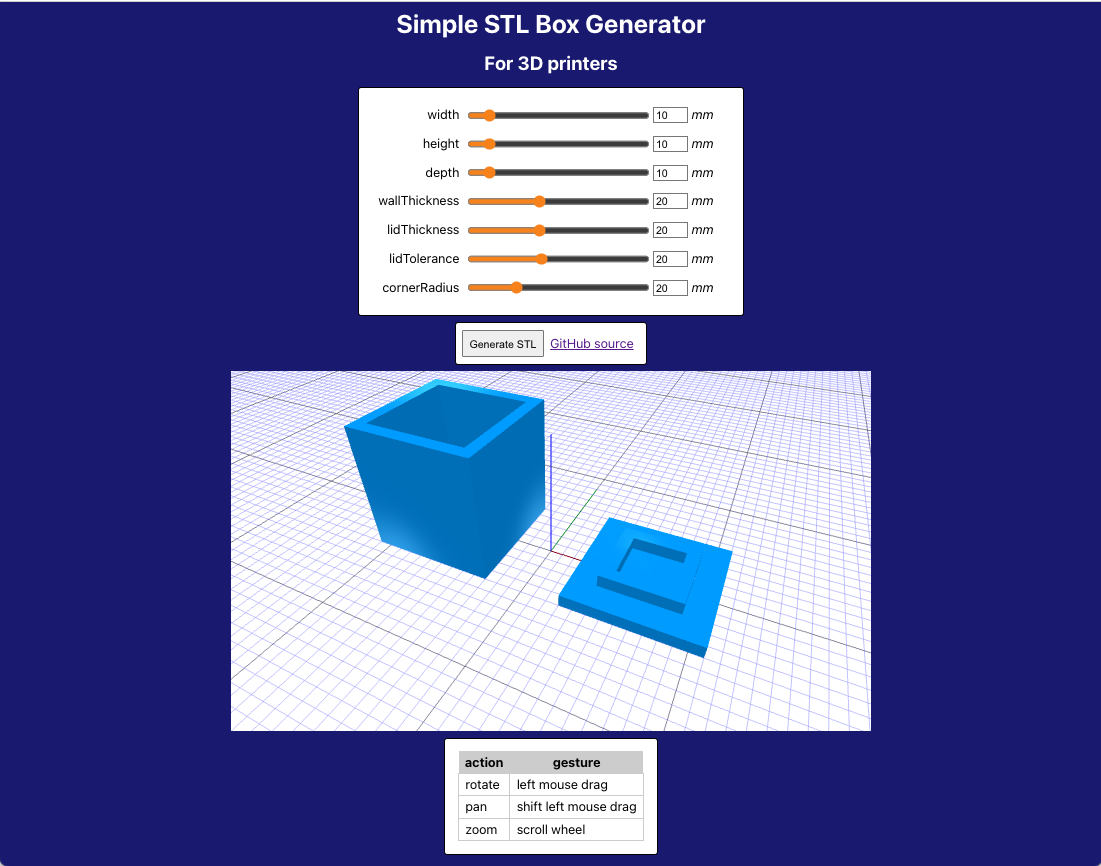 Simple STL Box Generator
For 3D printers
width 10 mm
height 10 mm
depth 10 mm
wallThickness 20 mm
lidThickness 20 mm
lidTolerance 20 mm
cornerRadius 20 mm
Generate STL GitHub source
action gesture
rotate left mouse drag
pan shift left mouse drag
zoom scroll wheel